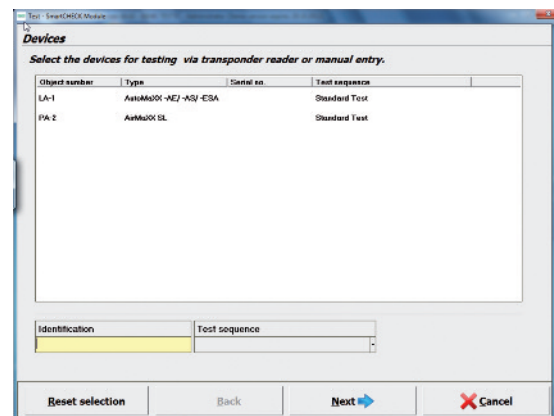 Test - SmartCHECK Module
Devices
Select the devices for testing via transponder reader or manual entry.
Object number Type Serial no. Test sequence
LA-1 AutoMaXX -AE/ -AS/ -ESA Standard Test
PA-2 AirMaXX SL Standard Test
Identification Test sequence
Reset selection Back Next Cancel